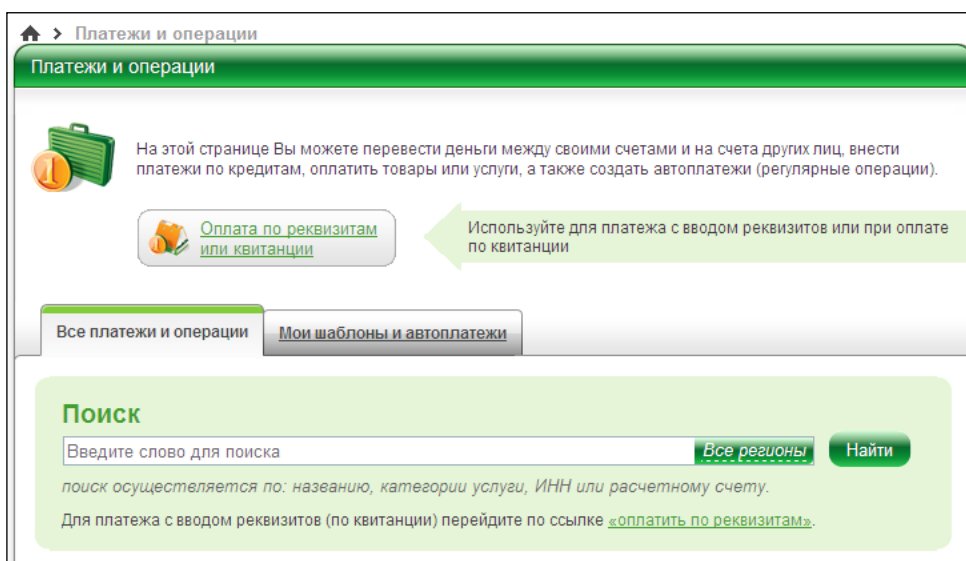 > Платежи и операции
Платежи и операции
На этой странице Вы можете перевести деньги между своими счетами и на счета других лиц, внести
платежи по кредитам, оплатить товары или услуги, а также создать автоплатежи (регулярные операции).
Оплата по реквизитам
или квитанции
Используйте для платежа с вводом реквизитов или при оплате
по квитанции
Все платежи и операции
Мои шаблоны и автоплатежи
Поиск
Введите слово для поиска
Все регионы
Найти
поиск осуществляется по: названию, категории услуги, ИНН или расчетному счету.
Для платежа с вводом реквизитов (по квитанции) перейдите по ссылке «оплатить по реквизитам».